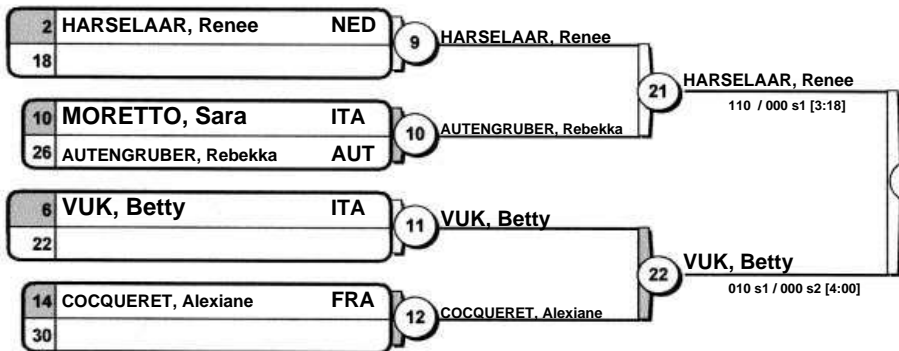 2 HARSELAAR, Renee NED
18
9 HARSELAAR, Renee
10 MORETTO, Sara ITA
26 AUTENGRUBER, Rebekka AUT
10 AUTENGRUBER, Rebekka
21 HARSELAAR, Renee
110 / 000 s1 [3:18]
6 VUK, Betty ITA
22
11 VUK, Betty
14 COCQUERET, Alexiane FRA
30
12 COCQUERET, Alexiane
22 VUK, Betty
010 s1 / 000 s2 [4:00]